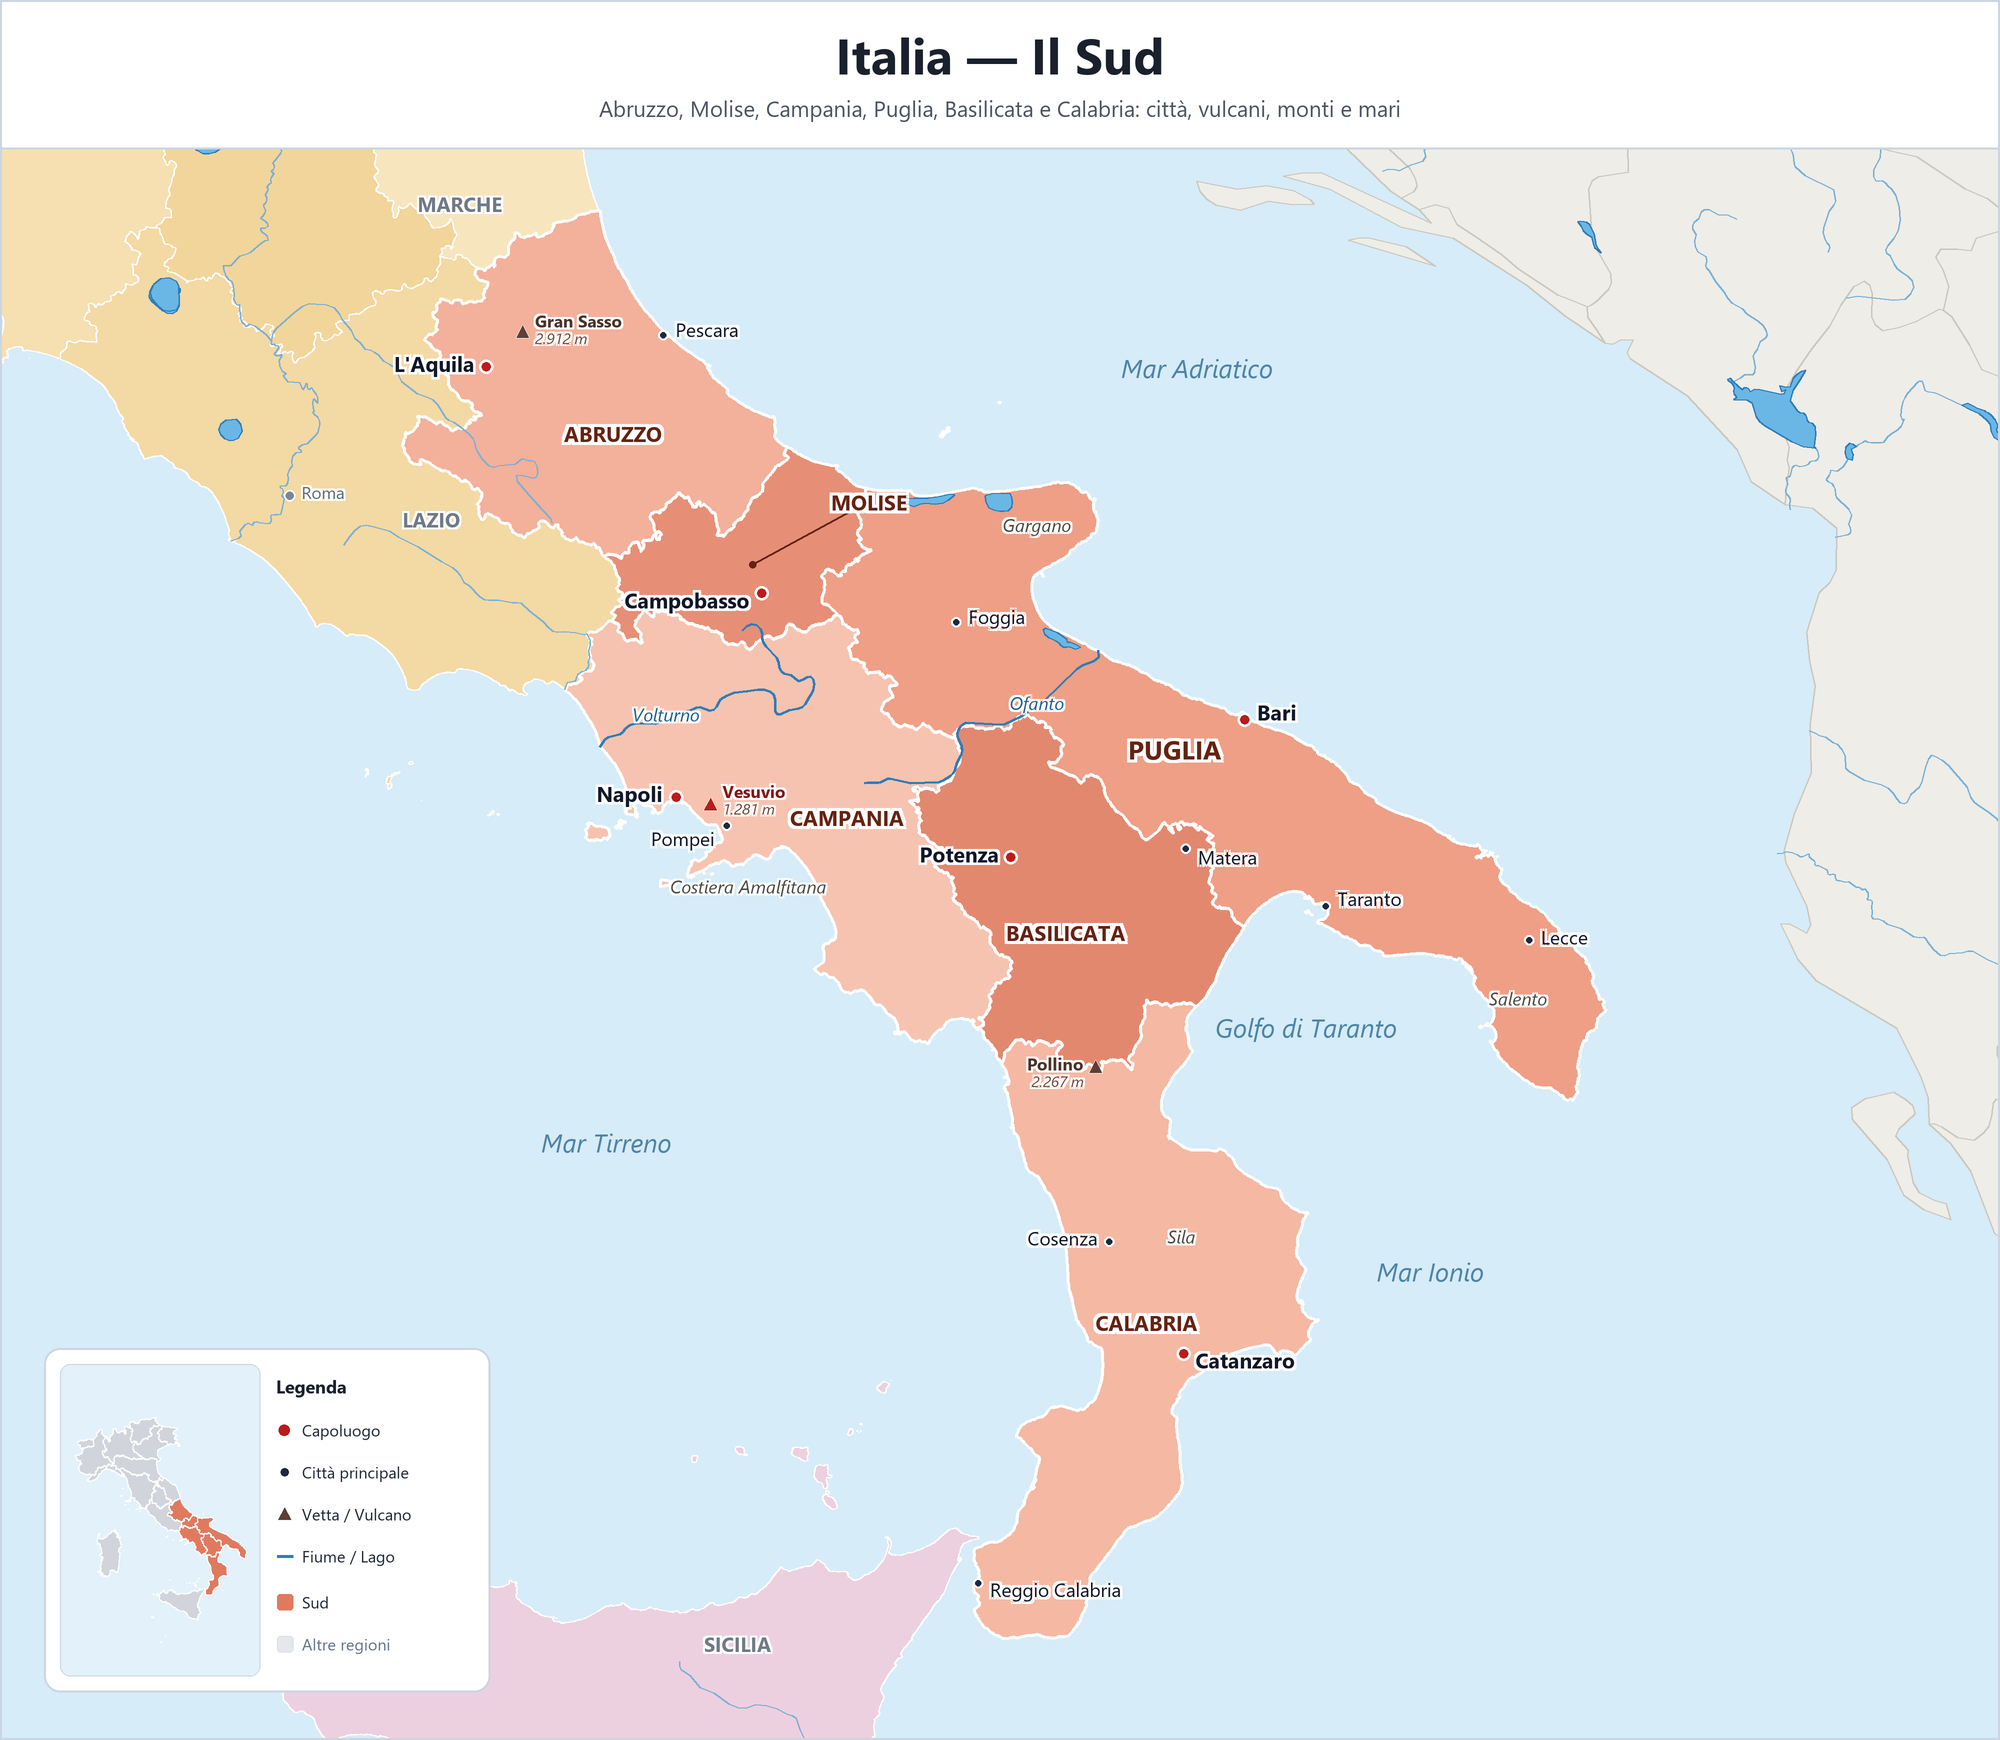 Italia — Il Sud
Abruzzo, Molise, Campania, Puglia, Basilicata e Calabria: città, vulcani, monti e mari
MARCHE
Gran Sasso
2.912 m
Pescara
L'Aquila
Mar Adriatico
ABRUZZO
Roma
MOLISE
LAZIO
Gargano
Campobasso
Foggia
Volturno
Ofanto
Bari
PUGLIA
Napoli
Vesuvio
1.281 m
CAMPANIA
Pompei
Potenza
Matera
Costiera Amalfitana
Taranto
BASILICATA
Lecce
Salento
Golfo di Taranto
Pollino
2.267 m
Mar Tirreno
Cosenza
Sila
Mar Ionio
CALABRIA
Catanzaro
Reggio Calabria
SICILIA
Legenda
Capoluogo
Città principale
Vetta / Vulcano
Fiume / Lago
Sud
Altre regioni